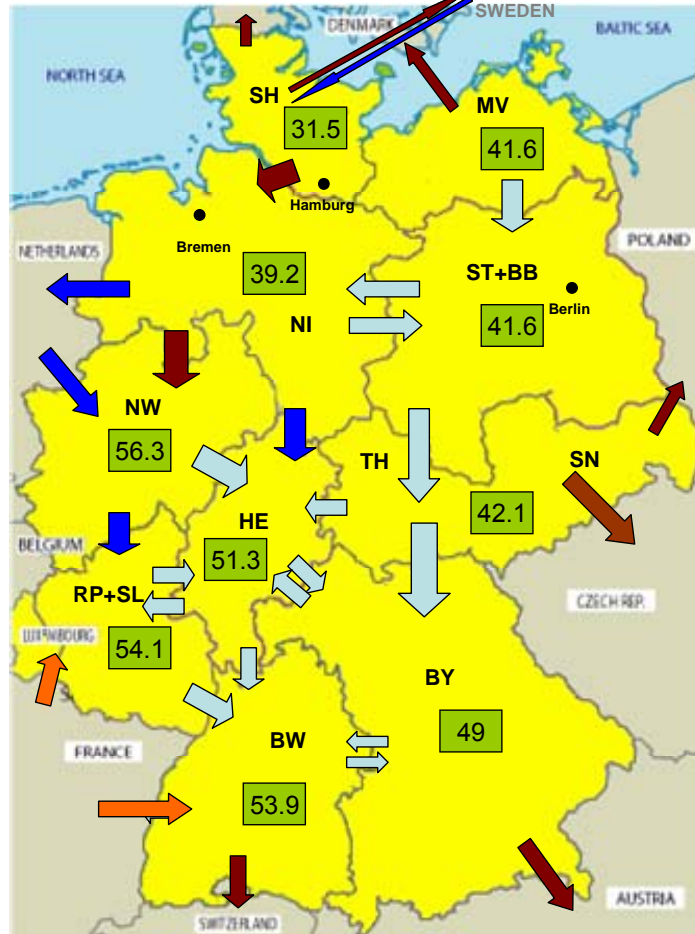 SWEDEN
DENMARK
BALTIC SEA
NORTH SEA
SH
MV
31.5
41.6
Hamburg
NETHERLANDS
Bremen
POLAND
39.2
ST+BB
Berlin
NI
41.6
NW
56.3
TH
SN
HE
42.1
BELGIUM
51.3
RP+SL
CZECH REP.
LUXEMBOURG
54.1
BY
FRANCE
BW
49
53.9
AUSTRIA
SWITZERLAND